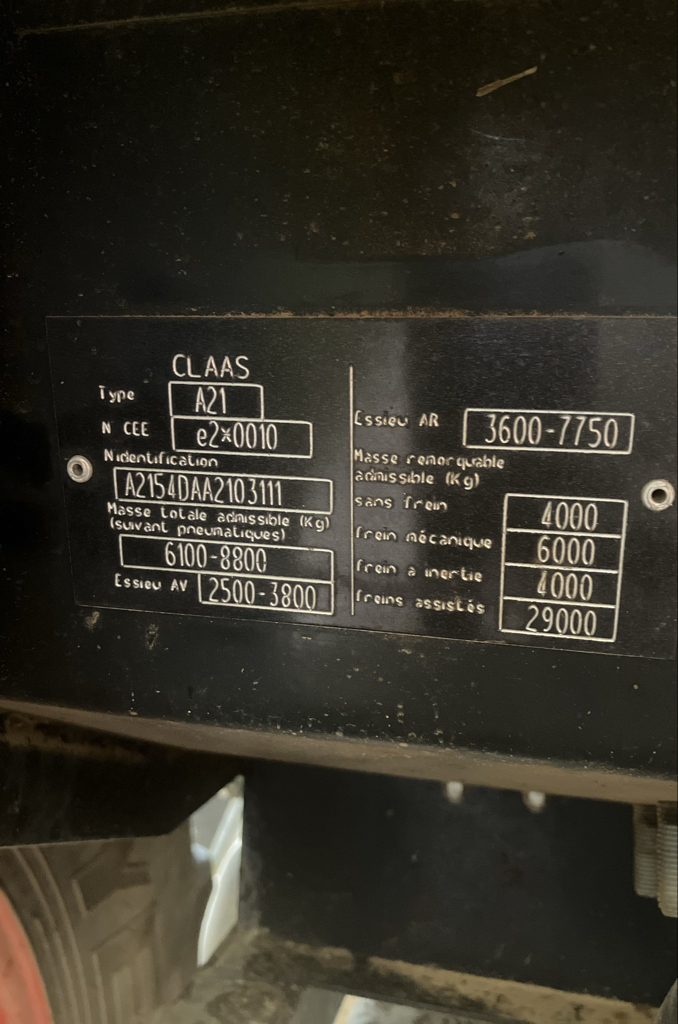 CLAAS
Type A21
N CEE e2*0010
N identification
A2154DAA2103111
Masse totale admissible (Kg)
(suivant pneumatiques)
6100-8800
Essieu AV 2500-3800
Essieu AR 3600-7750
Masse remorquable
admissible (Kg)
sans frein 4000
frein mécanique 6000
frein a inertie 4000
freins assistés 29000